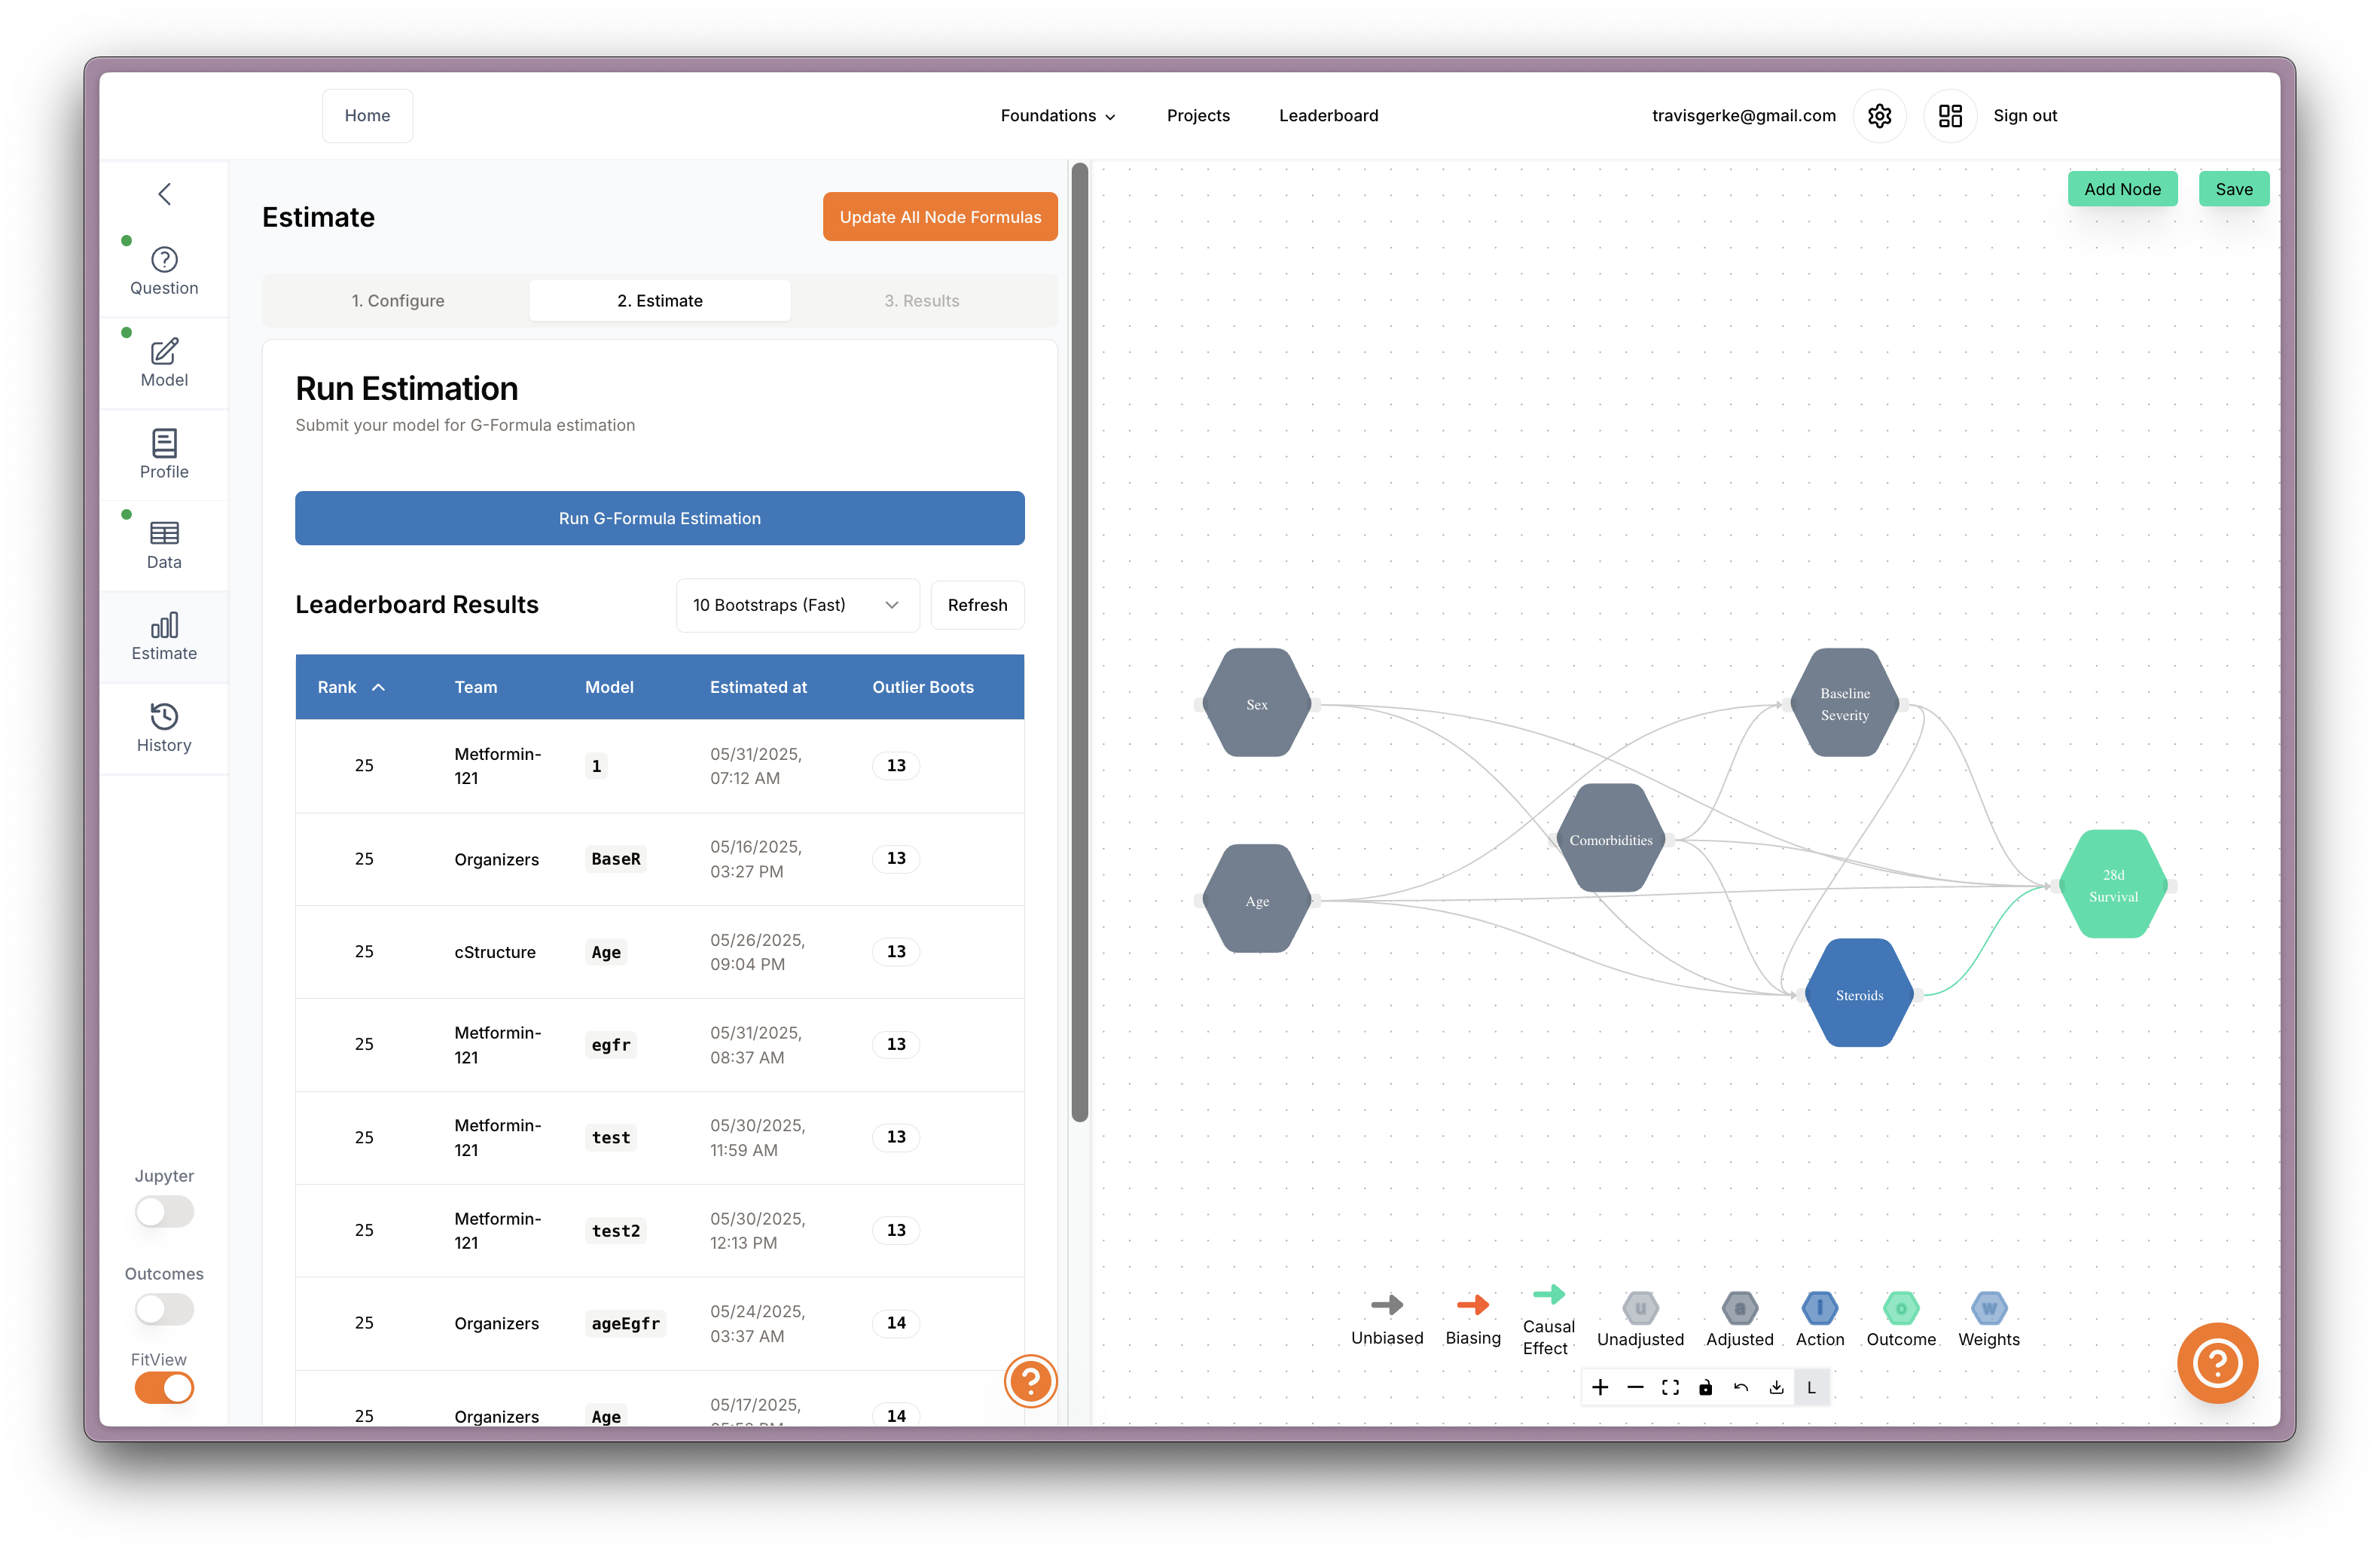 Home
Foundations
Projects
Leaderboard
travisgerke@gmail.com
Sign out
Question
Model
Profile
Data
Estimate
History
Jupyter
Outcomes
FitView
Estimate
Update All Node Formulas
1. Configure
2. Estimate
3. Results
Run Estimation
Submit your model for G-Formula estimation
Run G-Formula Estimation
Leaderboard Results
10 Bootstraps (Fast)
Refresh
Rank Team Model Estimated at Outlier Boots
25 Metformin-121 1 05/31/2025, 07:12 AM 13
25 Organizers BaseR 05/16/2025, 03:27 PM 13
25 cStructure Age 05/26/2025, 09:04 PM 13
25 Metformin-121 egfr 05/31/2025, 08:37 AM 13
25 Metformin-121 test 05/30/2025, 11:59 AM 13
25 Metformin-121 test2 05/30/2025, 12:13 PM 13
25 Organizers ageEgfr 05/24/2025, 03:37 AM 14
25 Organizers Age 05/17/2025, 14
Add Node
Save
Sex
Baseline
Severity
Comorbidities
Age
28d
Survival
Steroids
Unbiased
Biasing
Causal
Effect
u
Unadjusted
a
Adjusted
i
Action
o
Outcome
w
Weights
L